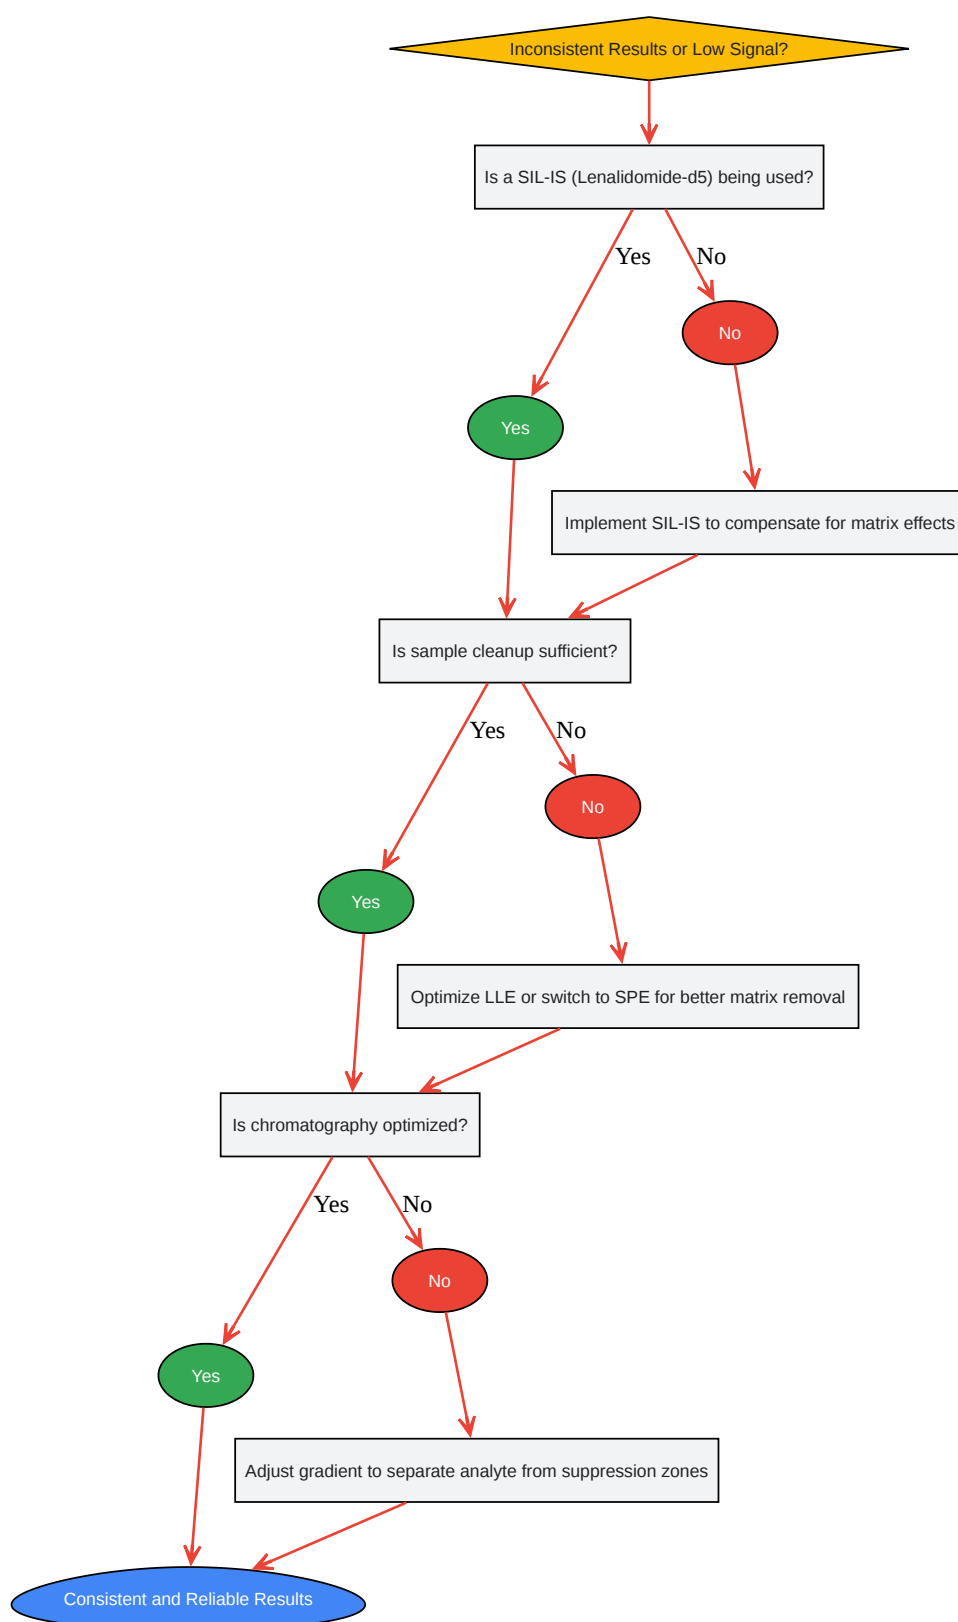 Inconsistent Results or Low Signal?
Is a SIL-IS (Lenalidomide-d5) being used?
Yes
No
No
Yes
Implement SIL-IS to compensate for matrix effects
Is sample cleanup sufficient?
Yes
No
No
Yes
Optimize LLE or switch to SPE for better matrix removal
Is chromatography optimized?
Yes
No
No
Yes
Adjust gradient to separate analyte from suppression zones
Consistent and Reliable Results